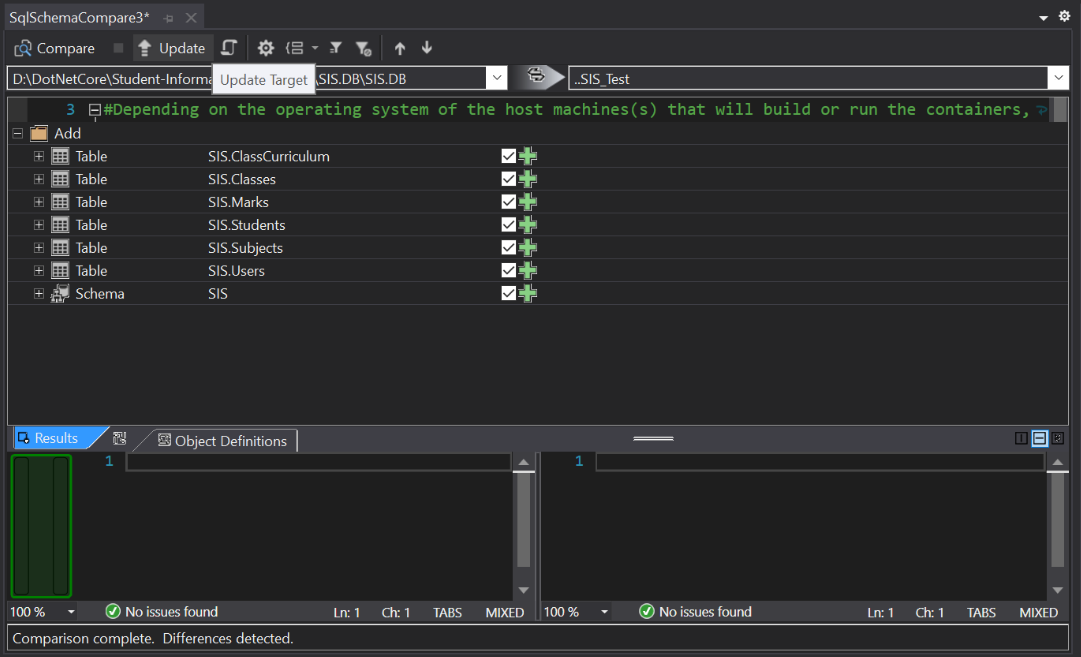 SqlSchemaCompare3*
Compare Update
D:\DotNetCore\Student-Informa \SIS.DB\SIS.DB ..SIS_Test
Update Target
3 #Depending on the operating system of the host machines(s) that will build or run the containers,
Add
Table SIS.ClassCurriculum
Table SIS.Classes
Table SIS.Marks
Table SIS.Students
Table SIS.Subjects
Table SIS.Users
Schema SIS
Results Object Definitions
1 1
100 % No issues found Ln: 1 Ch: 1 TABS MIXED 100 % No issues found Ln: 1 Ch: 1 TABS MIXED
Comparison complete. Differences detected.